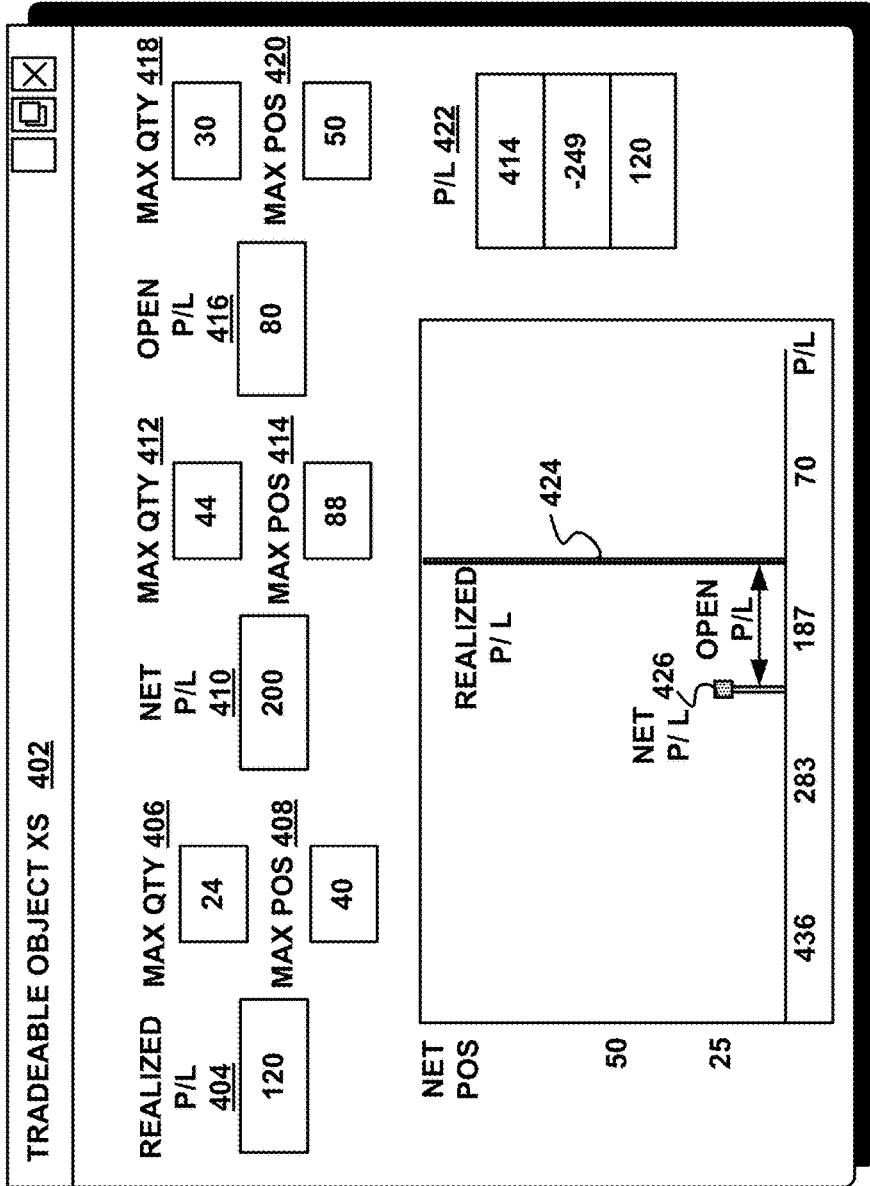 TRADEABLE OBJECT XS 402
REALIZED P/L 404
120
MAX QTY 406
24
MAX POS 408
40
NET P/L 410
200
MAX QTY 412
44
MAX POS 414
88
OPEN P/L 416
80
MAX QTY 418
30
MAX POS 420
50
NET POS
50
25
REALIZED P/ L
424
NET P/ L 426
OPEN P/L
436 283 187 70 P/L
P/L 422
414
-249
120